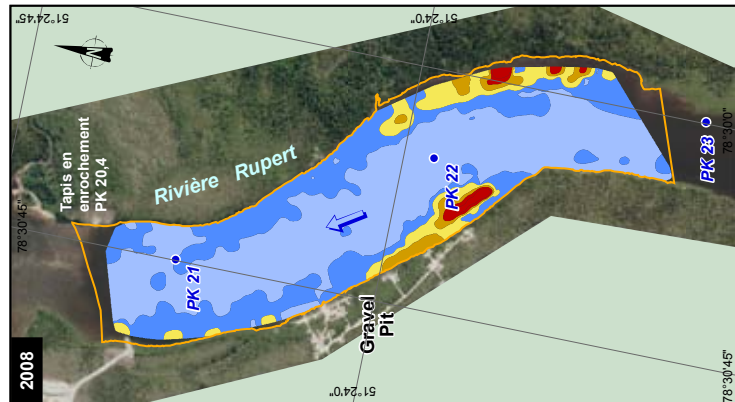 51°24'45"
51°24'0"
78°30'45"
Tapis en
enrochement
PK 20,4
Rivière Rupert
PK 21
PK 22
PK 23
78°30'0"
Gravel
Pit
2008
51°24'0"
78°30'45"